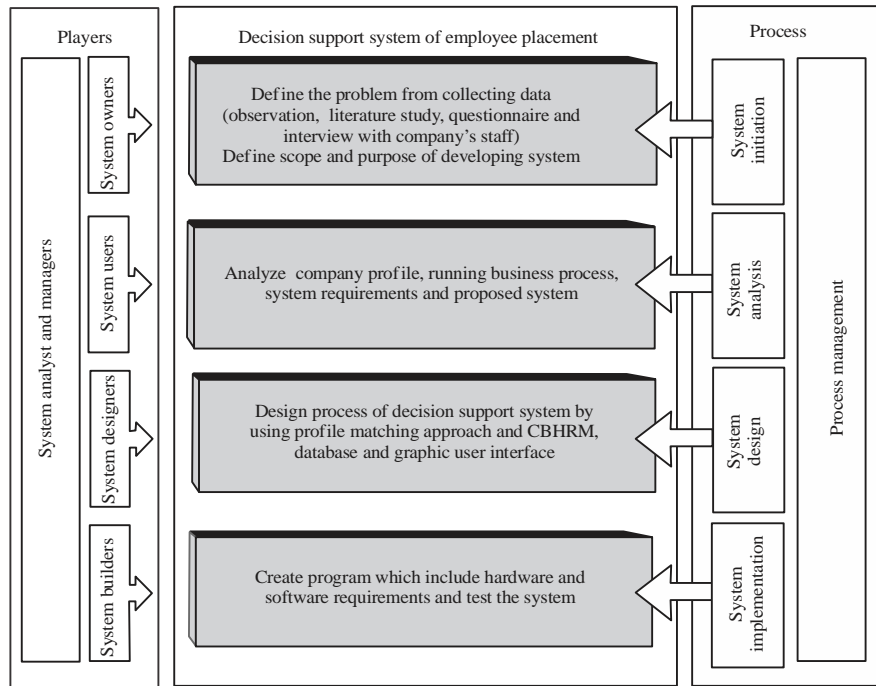 Players
Decision support system of employee placement
Process
System analyst and managers
System owners
Define the problem from collecting data
(observation, literature study, questionnaire and
interview with company's staff)
Define scope and purpose of developing system
System
initiation
System users
Analyze company profile, running business process,
system requirements and proposed system
System
analysis
System designers
Design process of decision support system by
using profile matching approach and CBHRM,
database and graphic user interface
System
design
System builders
Create program which include hardware and
software requirements and test the system
System
implementation
Process management